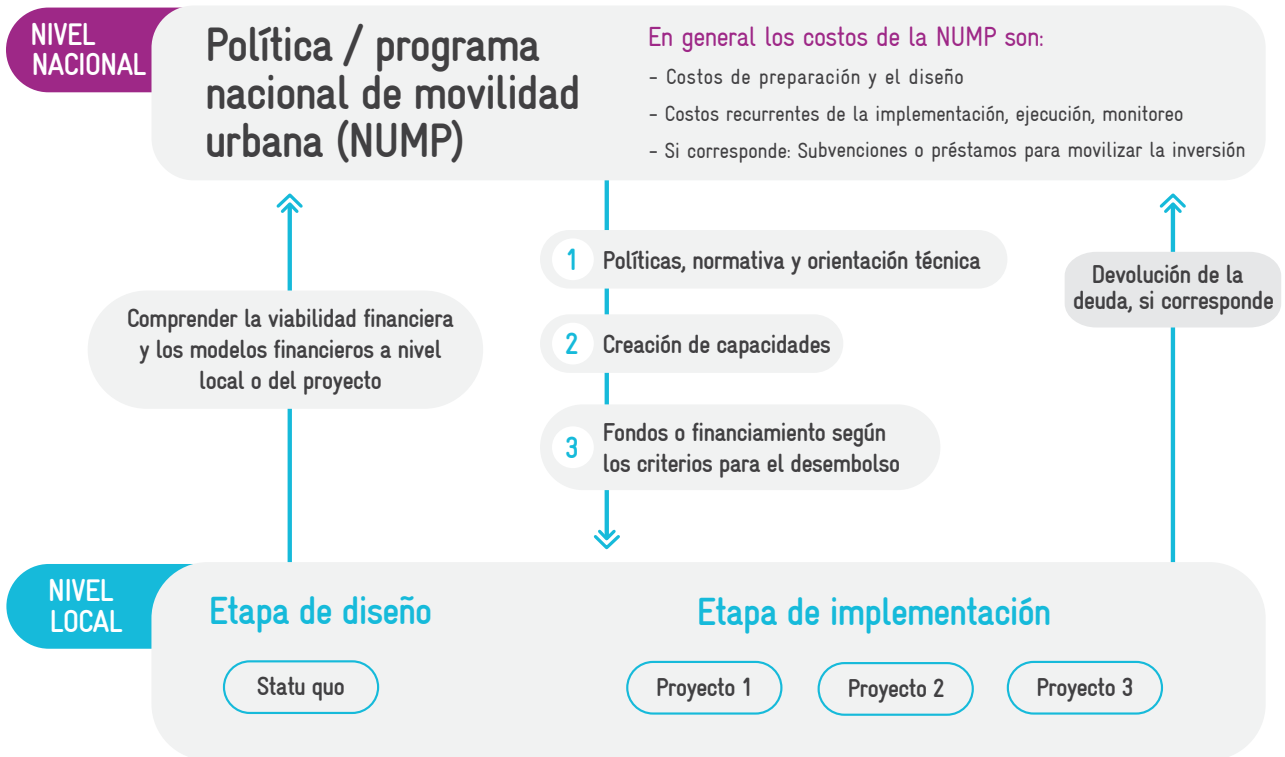 NIVEL
NACIONAL
Política / programa
nacional de movilidad
urbana (NUMP)
En general los costos de la NUMP son:
- Costos de preparación y el diseño
- Costos recurrentes de la implementación, ejecución, monitoreo
- Si corresponde: Subvenciones o préstamos para movilizar la inversión
Comprender la viabilidad financiera
y los modelos financieros a nivel
local o del proyecto
1 Políticas, normativa y orientación técnica
2 Creación de capacidades
3 Fondos o financiamiento según
los criterios para el desembolso
Devolución de la
deuda, si corresponde
NIVEL
LOCAL
Etapa de diseño
Statu quo
Etapa de implementación
Proyecto 1
Proyecto 2
Proyecto 3